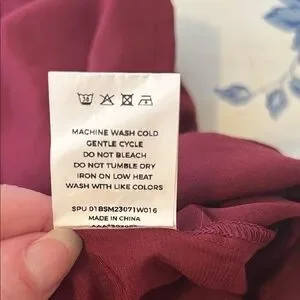 30
MACHINE WASH COLD
GENTLE CYCLE
DO NOT BLEACH
DO NOT TUMBLE DRY
IRON ON LOW HEAT
WASH WITH LIKE COLORS
SPU 01BSM23071W016
MADE IN CHINA